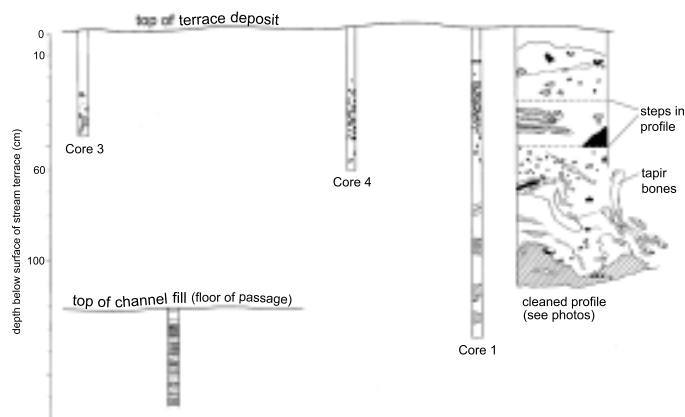 top of terrace deposit
0
10
60
100
depth below surface of stream terrace (cm)
Core 3
Core 4
Core 1
steps in
profile
tapir
bones
cleaned profile
(see photos)
top of channel fill (floor of passage)